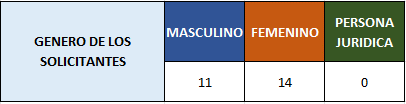 GENERO DE LOS
SOLICITANTES
MASCULINO
FEMENINO
PERSONA
JURIDICA
11
14
0